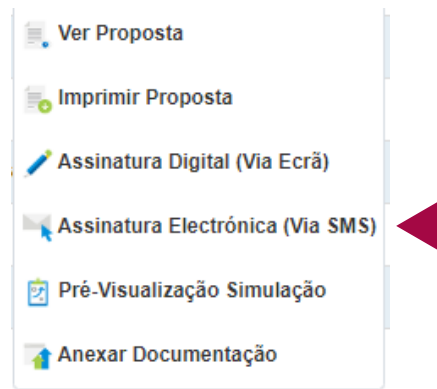 Ver Proposta
Imprimir Proposta
Assinatura Digital (Via Ecrã)
Assinatura Electrónica (Via SMS)
Pré-Visualização Simulação
Anexar Documentação